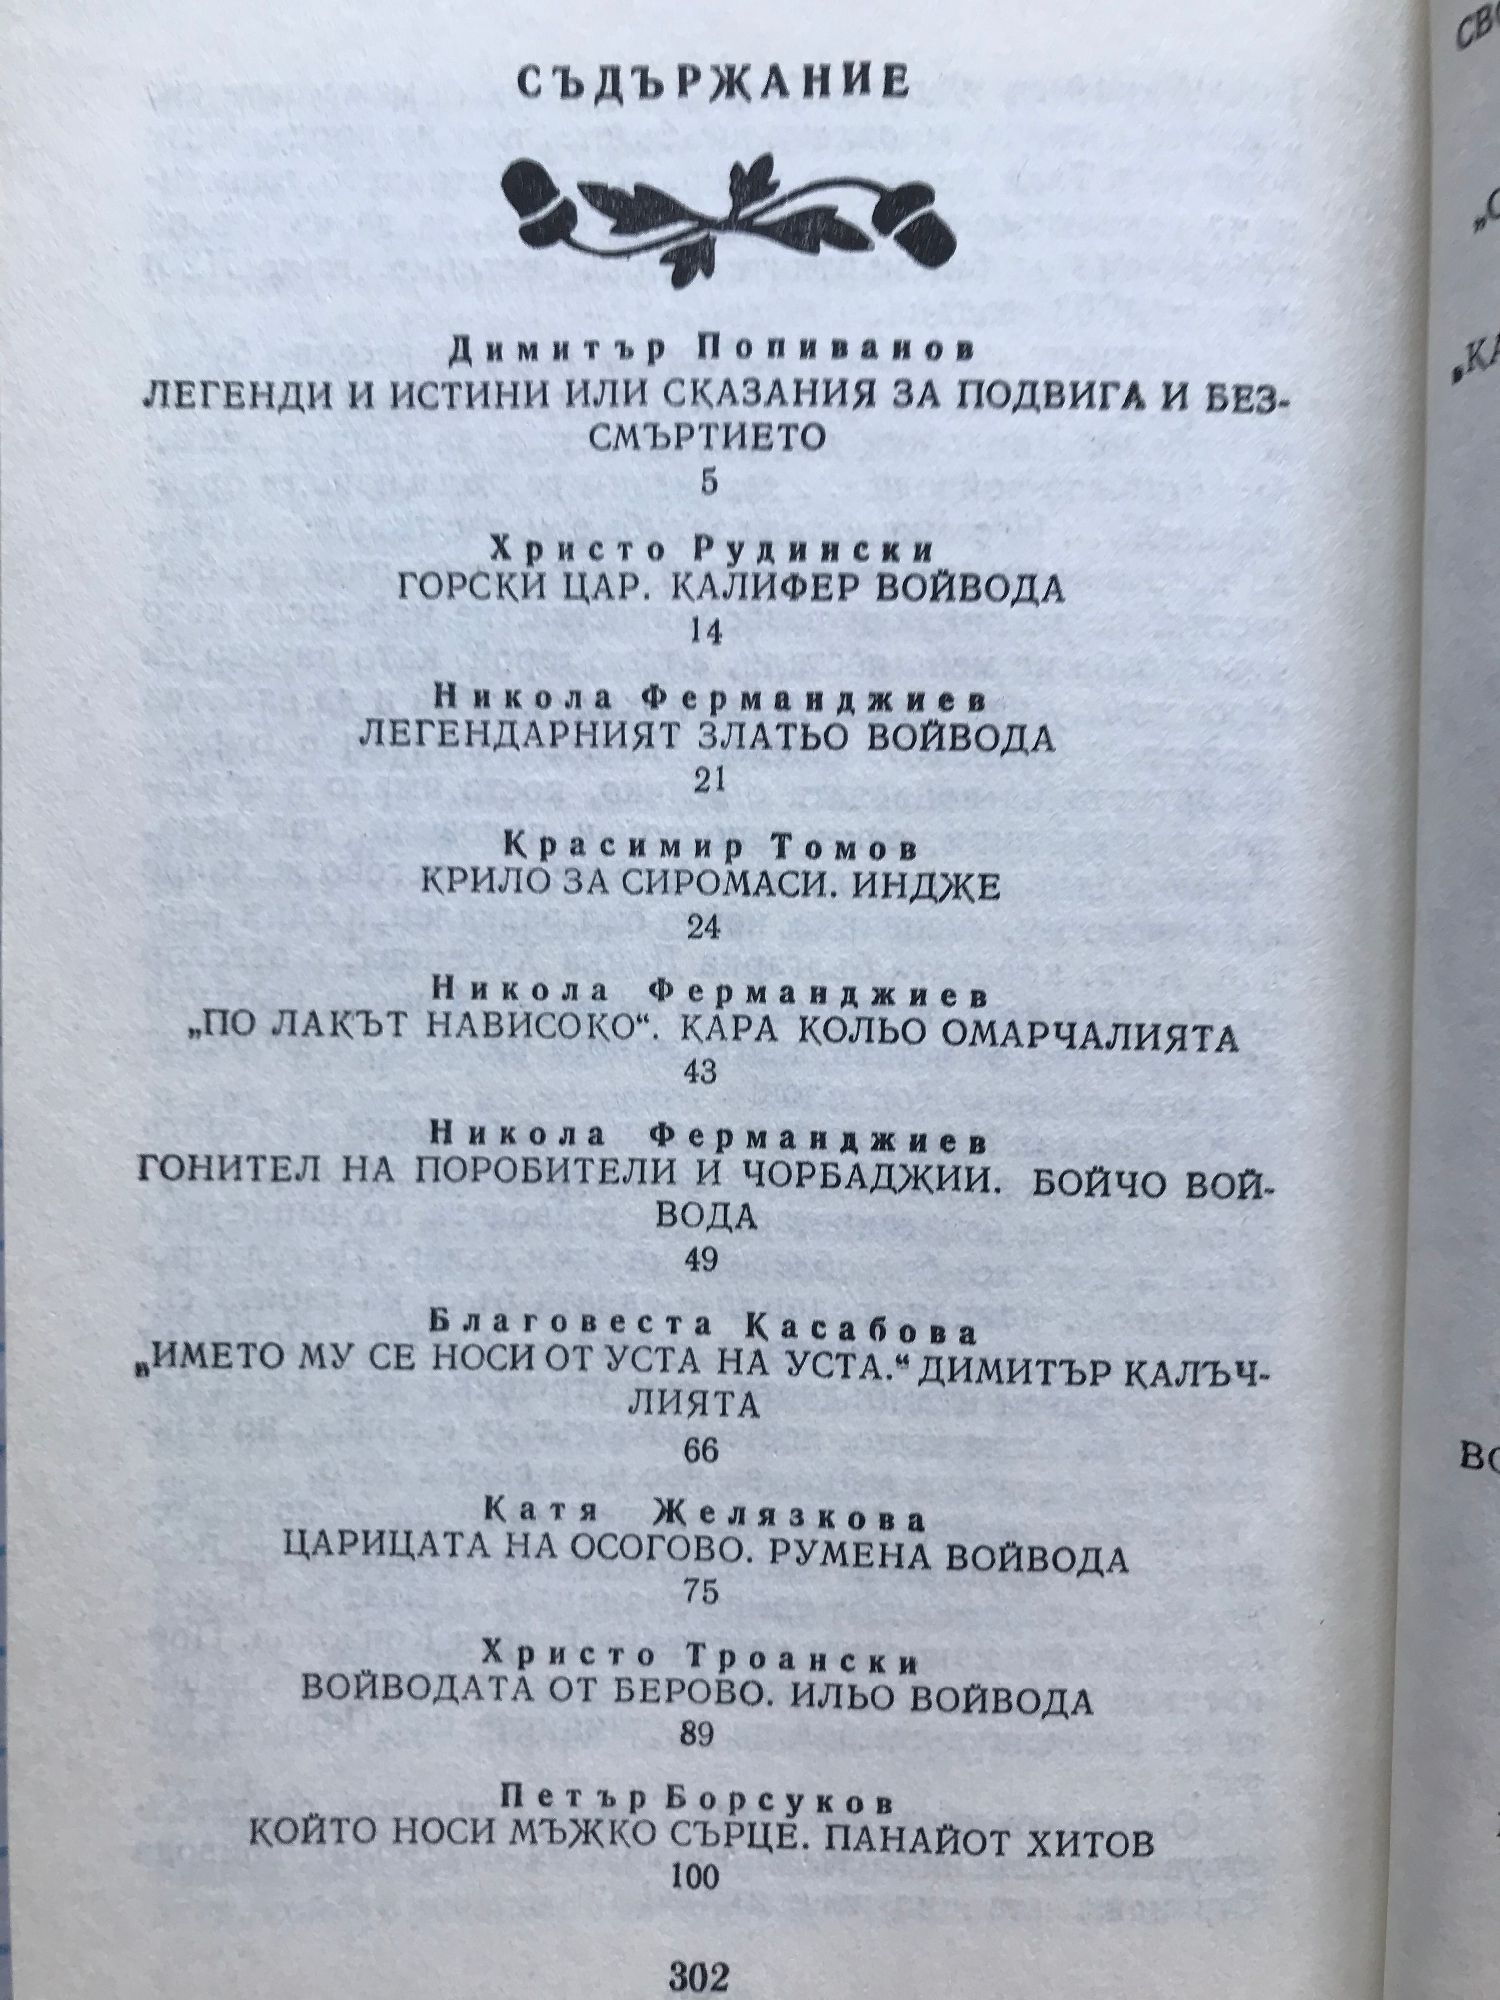 СЪДЪРЖАНИЕ
Димитър Попиванов
ЛЕГЕНДИ И ИСТИНИ ИЛИ СКАЗАНИЯ ЗА ПОДВИГА И БЕЗ-
СМЪРТИЕТО
5
Христо Рудински
ГОРСКИ ЦАР. КАЛИФЕР ВОЙВОДА
14
Никола Ферманджиев
ЛЕГЕНДАРНИЯТ ЗЛАТЬО ВОЙВОДА
21
Красимир Томов
КРИЛО ЗА СИРОМАСИ. ИНДЖЕ
24
Никола Ферманджиев
„ПО ЛАКЪТ НАВИСОКО“. КАРА КОЛЬО ОМАРЧАЛИЯТА
43
Никола Ферманджиев
ГОНИТЕЛ НА ПОРОБИТЕЛИ И ЧОРБАДЖИИ. БОЙЧО ВОЙ-
ВОДА
49
Благовеста Касабова
„ИМЕТО МУ СЕ НОСИ ОТ УСТА НА УСТА.“ ДИМИТЪР КАЛЪЧ-
ЛИЯТА
66
Катя Желязкова
ЦАРИЦАТА НА ОСОГОВО. РУМЕНА ВОЙВОДА
75
Христо Троански
ВОЙВОДАТА ОТ БЕРОВО. ИЛЬО ВОЙВОДА
89
Петър Борсуков
КОЙТО НОСИ МЪЖКО СЪРЦЕ. ПАНАЙОТ ХИТОВ
100
302